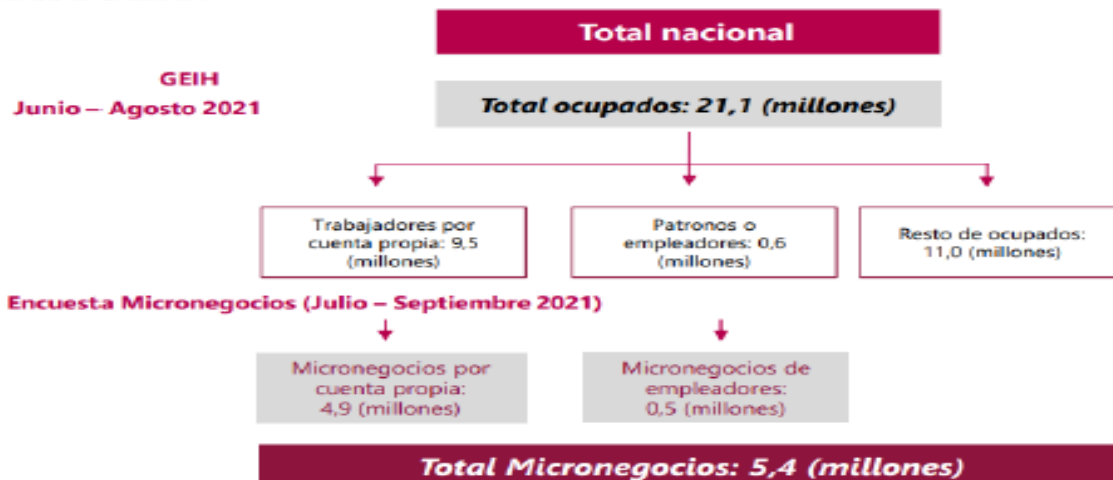 Total nacional
GEIH
Junio – Agosto 2021
Total ocupados: 21,1 (millones)
Trabajadores por
cuenta propia: 9,5
(millones)
Patronos o
empleadores: 0,6
(millones)
Resto de ocupados:
11,0 (millones)
Encuesta Micronegocios (Julio – Septiembre 2021)
Micronegocios por
cuenta propia:
4,9 (millones)
Micronegocios de
empleadores:
0,5 (millones)
Total Micronegocios: 5,4 (millones)